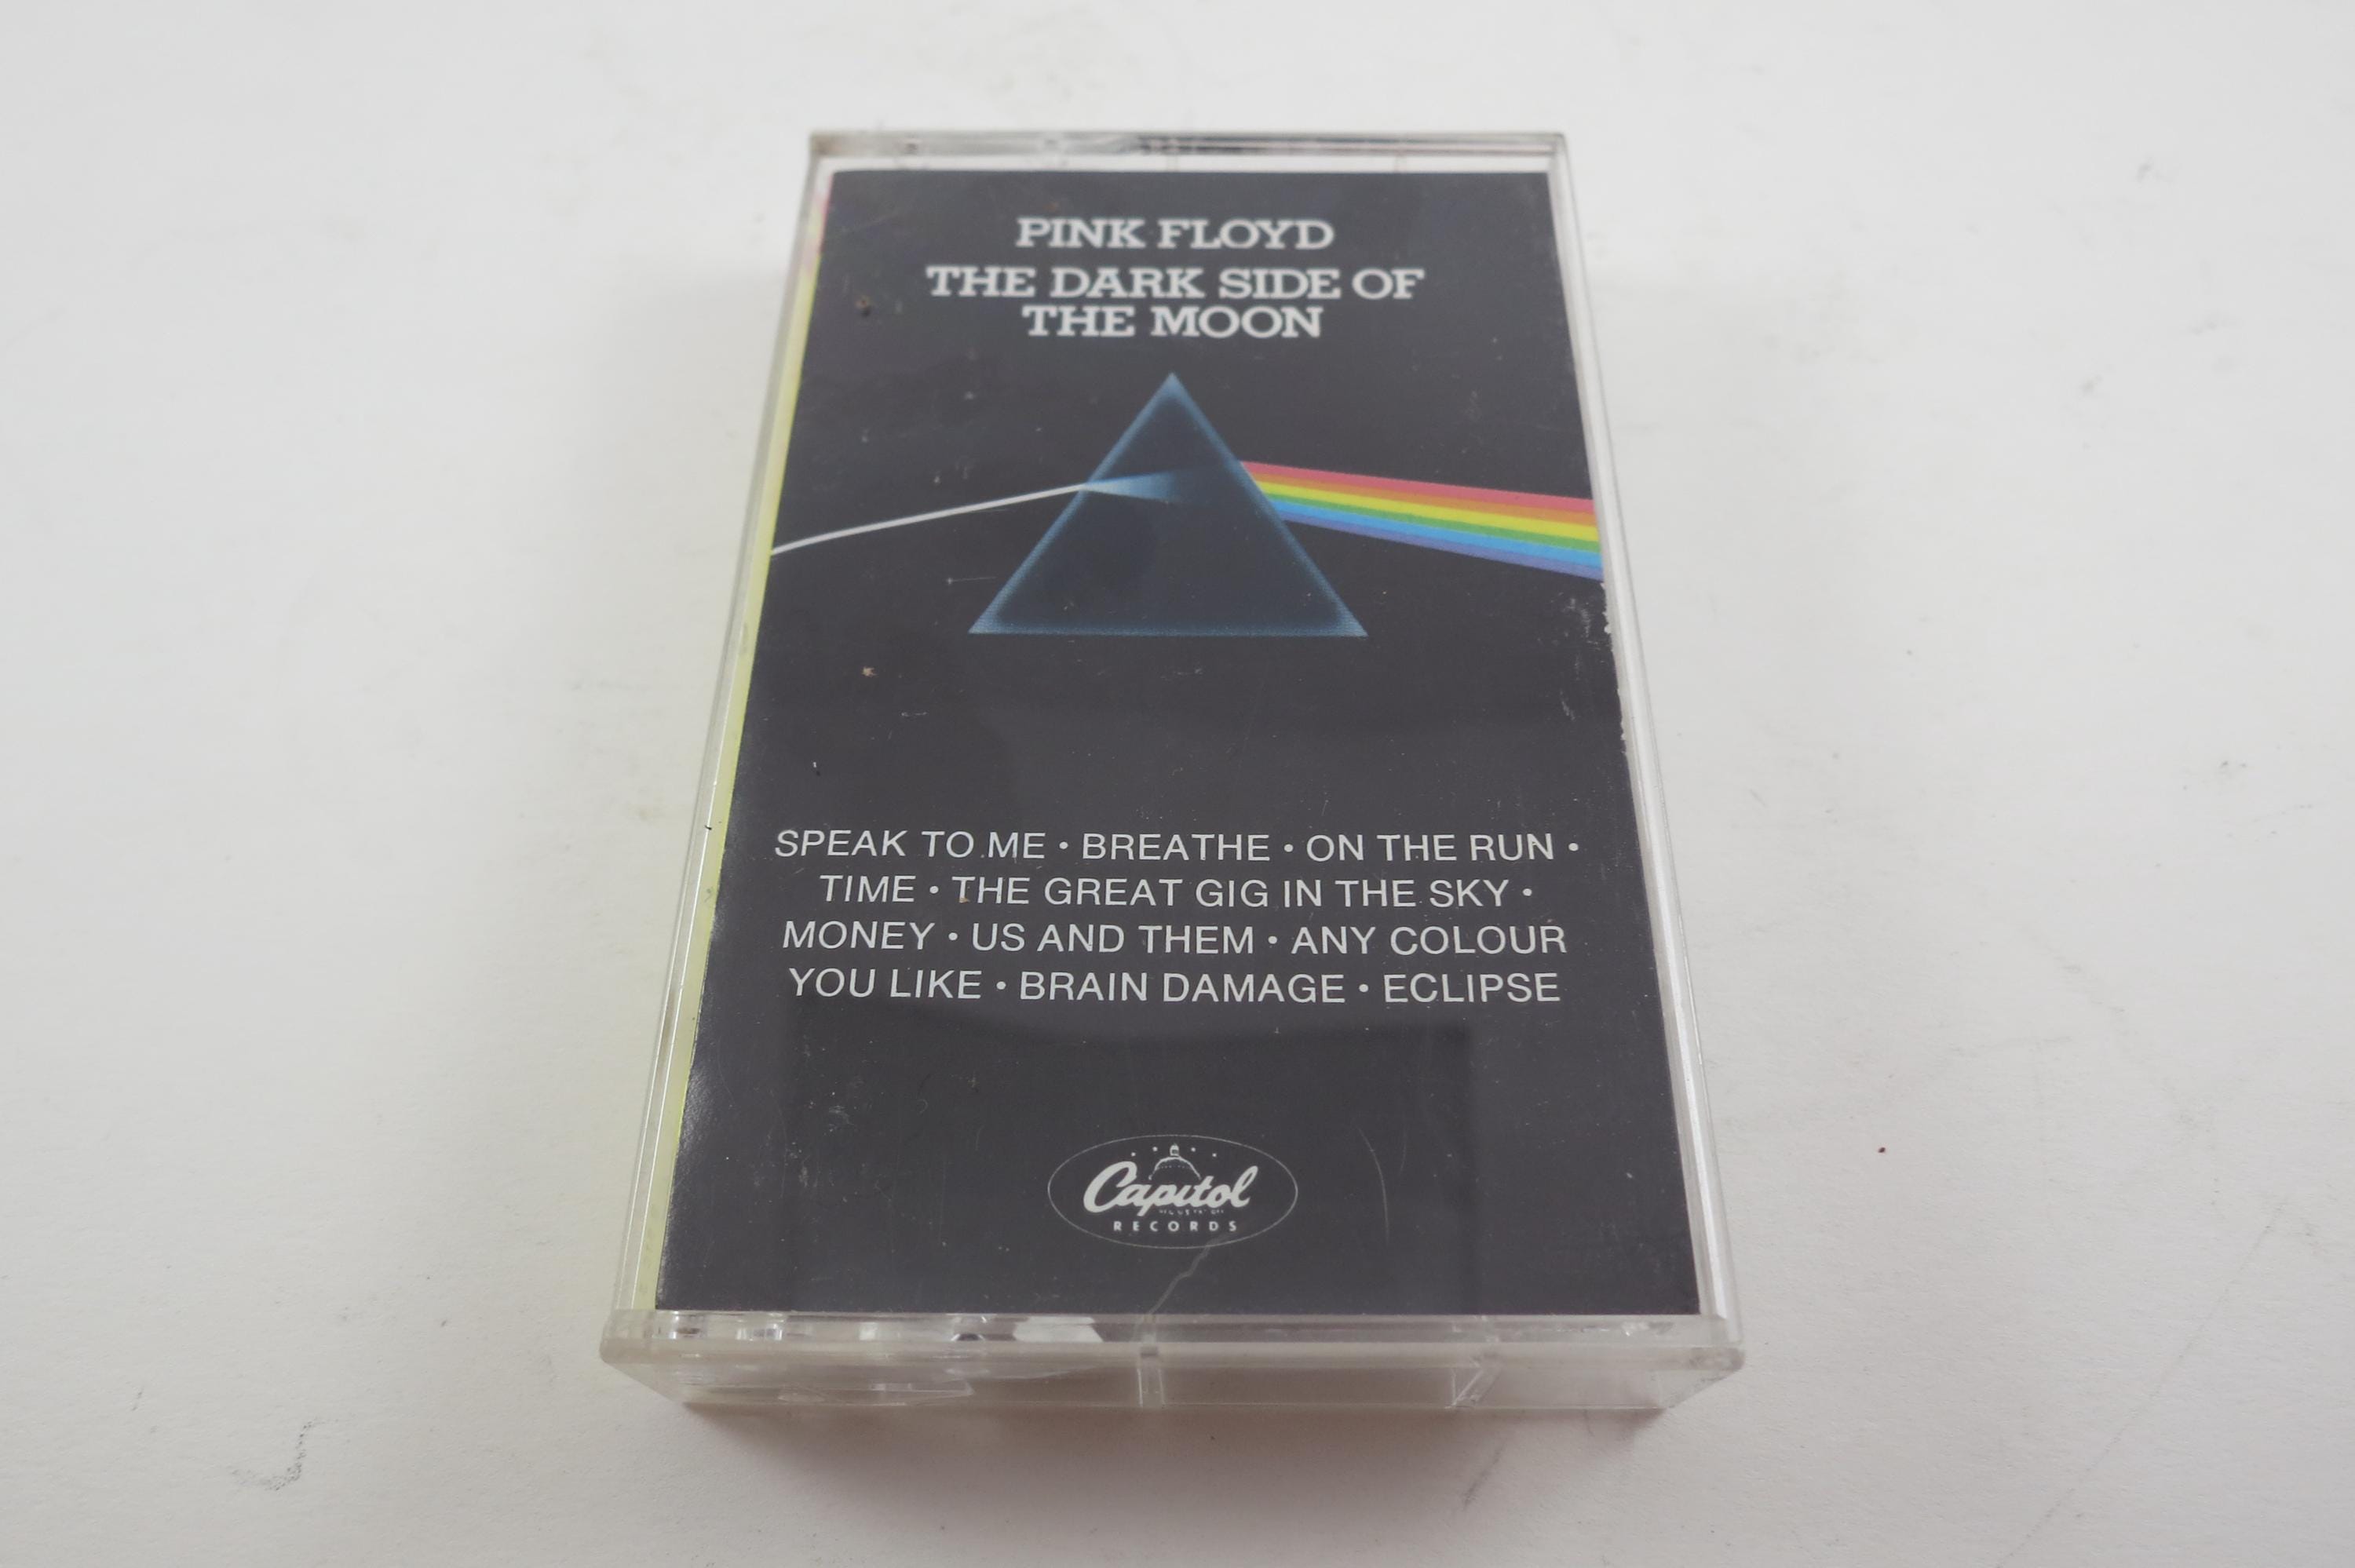 PINK FLOYD
THE DARK SIDE OF
THE MOON
SPEAK TO ME • BREATHE • ON THE RUN •
TIME • THE GREAT GIG IN THE SKY •
MONEY • US AND THEM • ANY COLOUR
YOU LIKE • BRAIN DAMAGE • ECLIPSE
Capitol
RECORDS